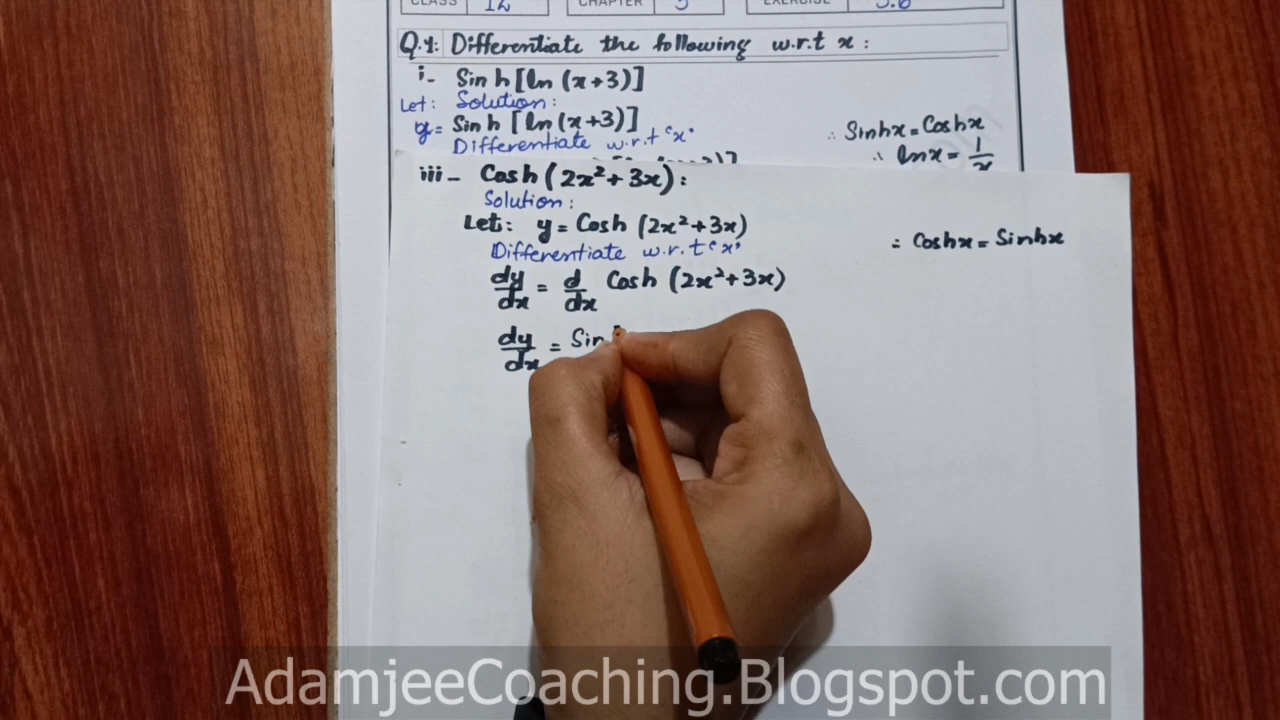 CLASS 12 CHAPTER 3 EXERCISE 3.6
Q.1: Differentiate the following w.r.t x:
i- Sinh[ln(x+3)]
Let: Solution:
y= Sinh[ln(x+3)]
Differentiate w.r.t 'x'
∴ Sinhx = Coshx
∴ lnx = 1/x
iii- Cosh(2x²+3x):
Solution:
Let: y = Cosh (2x²+3x)
Differentiate w.r.t 'x'
∴ Coshx = Sinhx
dy/dx = d/dx Cosh (2x²+3x)
dy/dx = Sin
AdamjeeCoaching.Blogspot.com